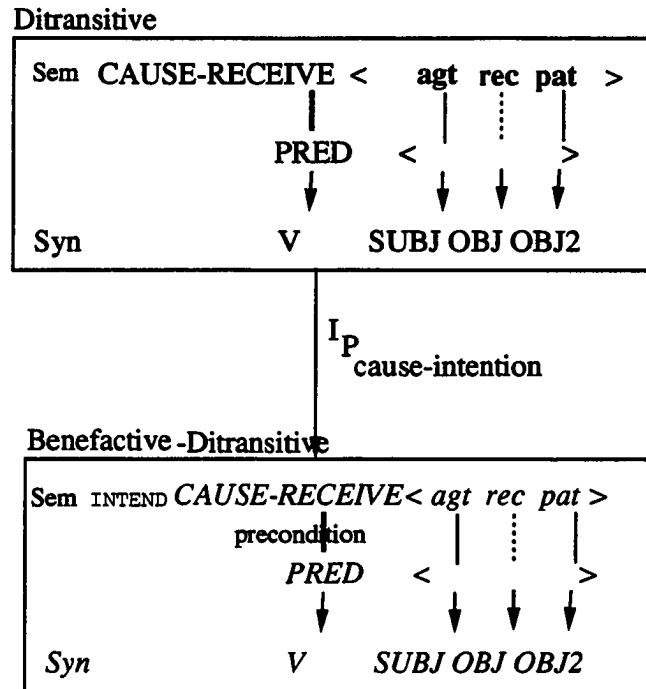 Ditransitive
Sem CAUSE-RECEIVE < agt rec pat >
PRED < >
Syn V SUBJ OBJ OBJ2
I P cause-intention
Benefactive-Ditransitive
Sem INTEND CAUSE-RECEIVE < agt rec pat >
precondition
PRED < >
Syn V SUBJ OBJ OBJ2